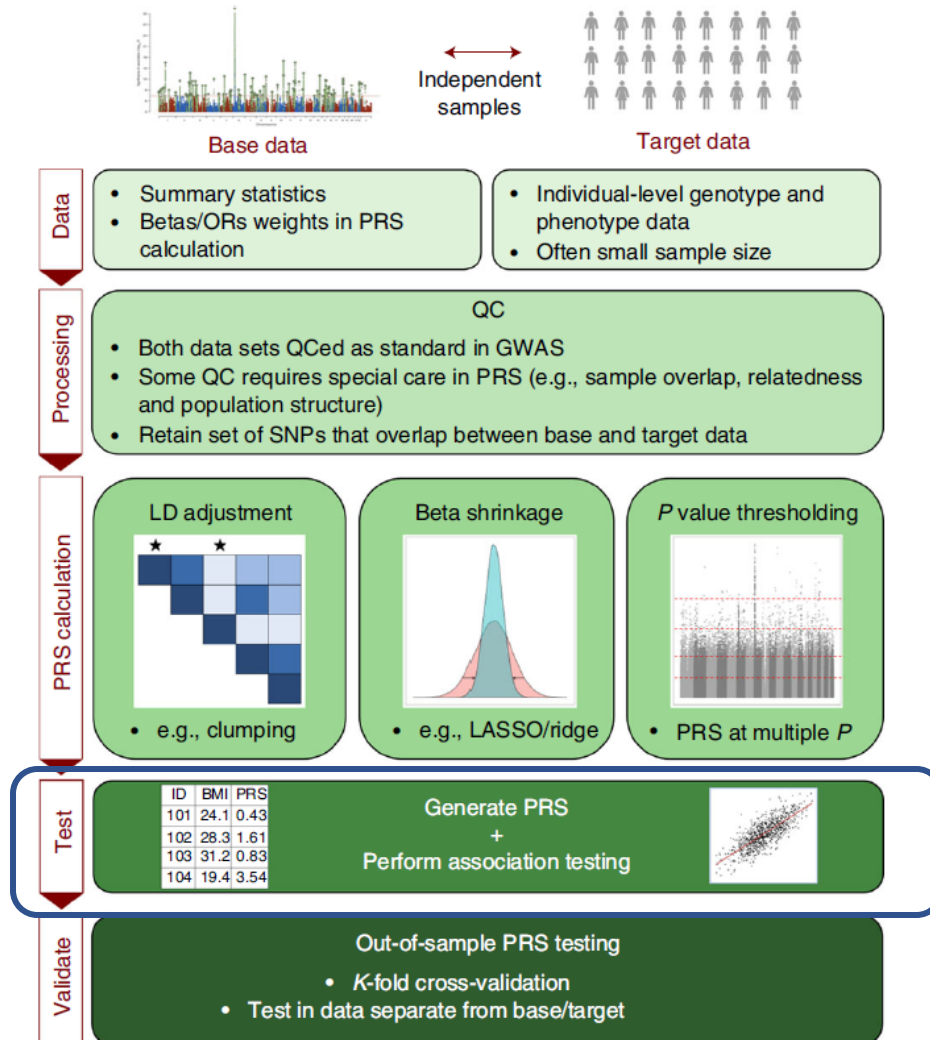 Independent
samples
Base data
Target data
Data
• Summary statistics
• Betas/ORs weights in PRS
calculation
• Individual-level genotype and
phenotype data
• Often small sample size
Processing
QC
• Both data sets QCed as standard in GWAS
• Some QC requires special care in PRS (e.g., sample overlap, relatedness
and population structure)
• Retain set of SNPs that overlap between base and target data
PRS calculation
LD adjustment
• e.g., clumping
Beta shrinkage
• e.g., LASSO/ridge
P value thresholding
• PRS at multiple P
Test
ID BMI PRS
101 24.1 0.43
102 28.3 1.61
103 31.2 0.83
104 19.4 3.54
Generate PRS
+
Perform association testing
Validate
Out-of-sample PRS testing
• K-fold cross-validation
• Test in data separate from base/target